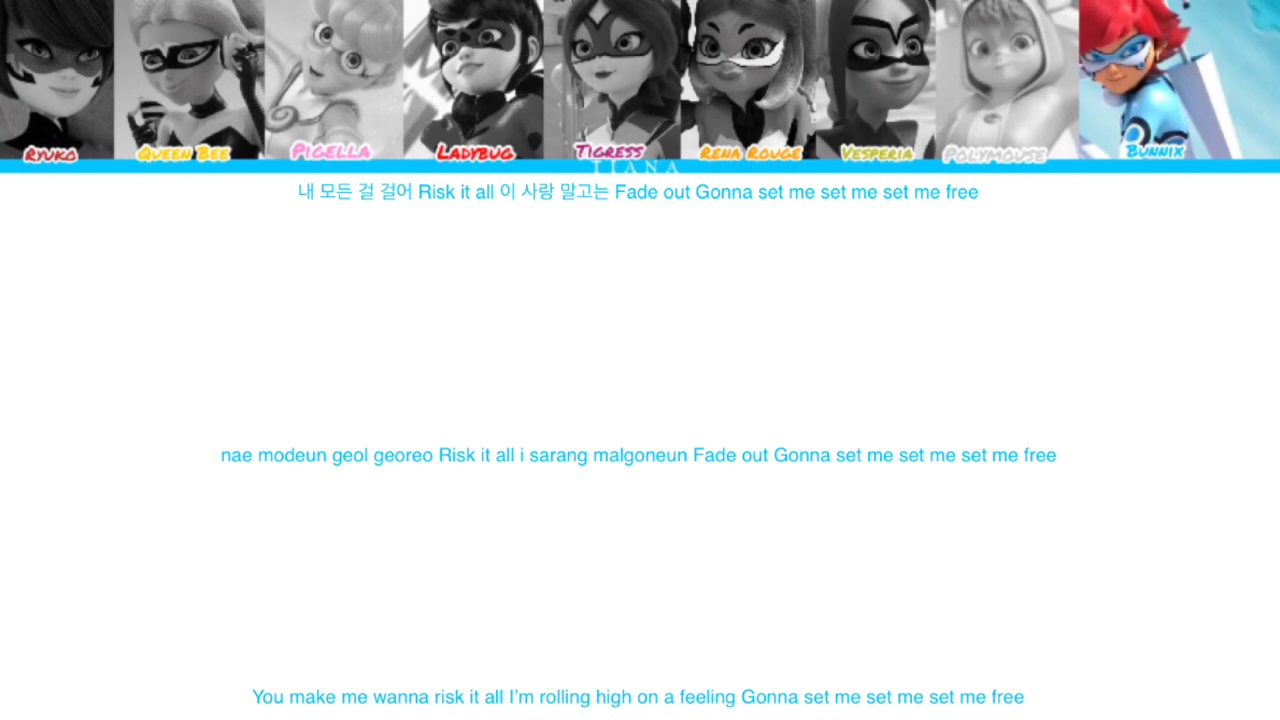 Ryuko Queen Bee Pigella Ladybug Tigress Rena Rouge Vesperia Polymouse Bunnix
TIANA
내 모든 걸 걸어 Risk it all 이 사랑 말고는 Fade out Gonna set me set me set me free
nae modeun geol georeo Risk it all i sarang malgoneun Fade out Gonna set me set me set me free
You make me wanna risk it all I'm rolling high on a feeling Gonna set me set me set me free